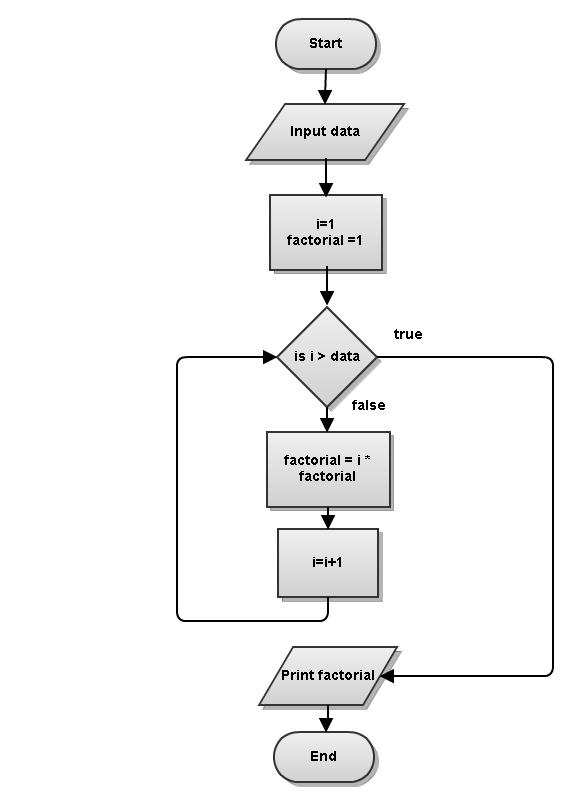 Start
Input data
i=1
factorial =1
is i > data
true
false
factorial = i *
factorial
i=i+1
Print factorial
End